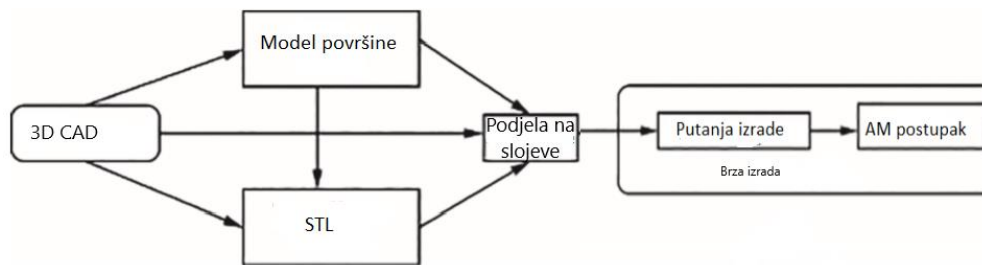 Model površine
3D CAD
Podjela na
slojeve
Putanja izrade
AM postupak
Brza izrada
STL